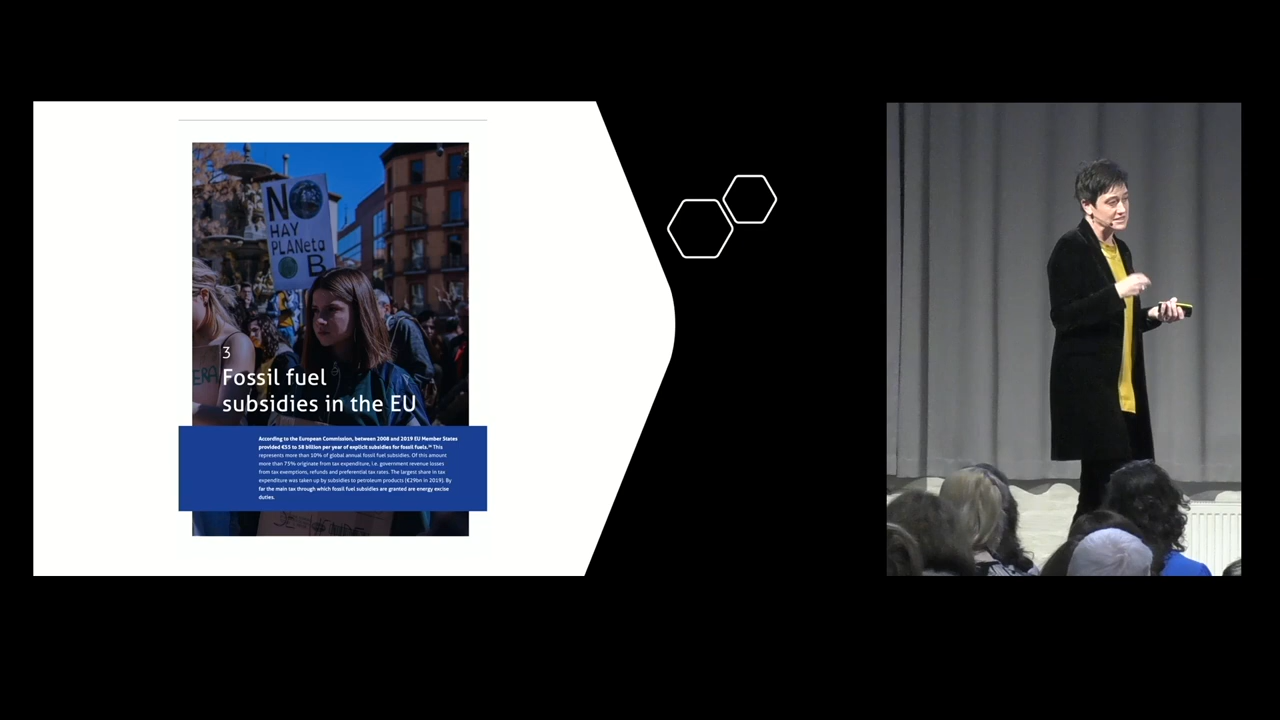 NO
HAY
PLANeta
B
ERA
3
Fossil fuel
subsidies in the EU
According to the European Commission, between 2008 and 2019 EU Member States
provided €55 to 58 billion per year of explicit subsidies for fossil fuels.³⁴ This
represents more than 10% of global annual fossil fuel subsidies. Of this amount
more than 75% originate from tax expenditure, i.e. government revenue losses
from tax exemptions, refunds and preferential tax rates. The largest share in tax
expenditure was taken up by subsidies to petroleum products (€29bn in 2019). By
far the main tax through which fossil fuel subsidies are granted are energy excise
duties.